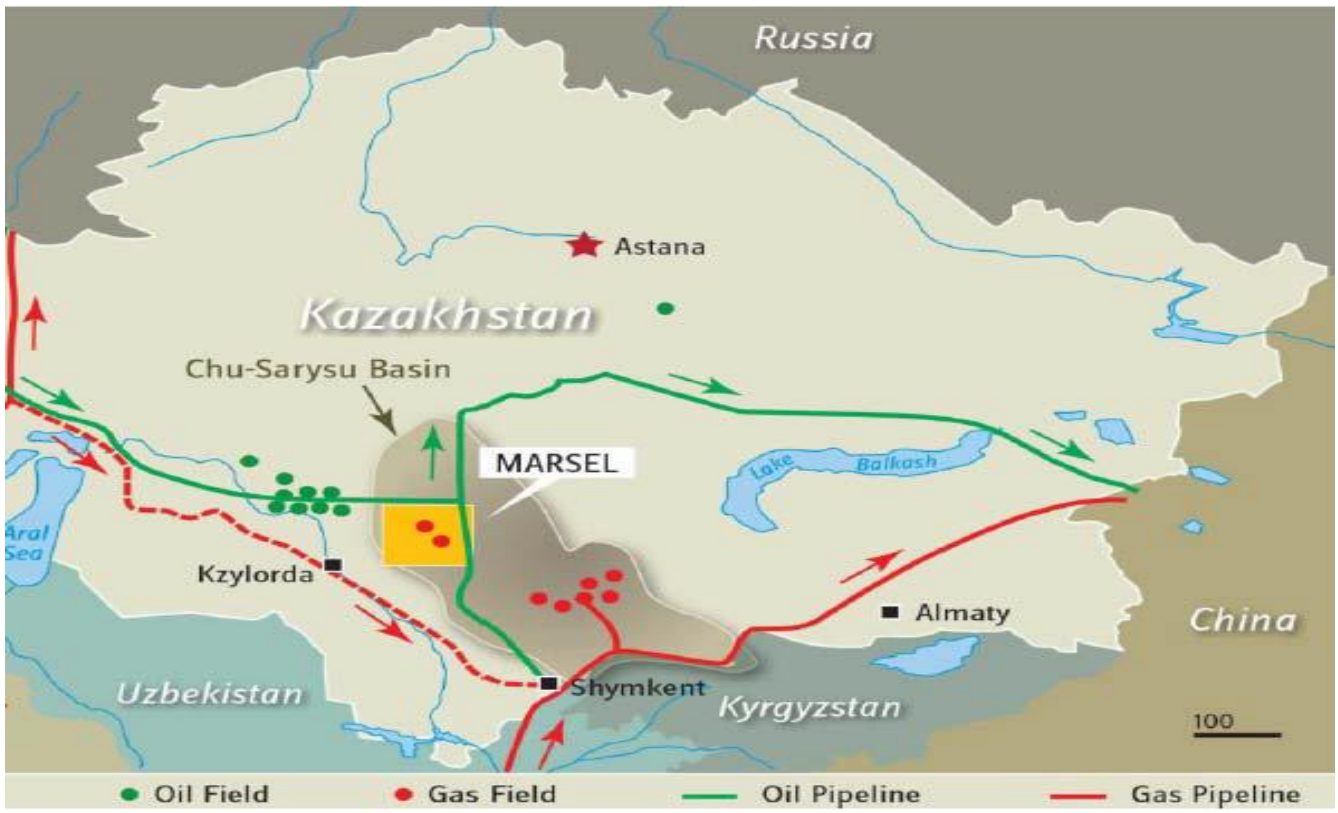 Russia
Astana
Kazakhstan
Chu-Sarysu Basin
MARSEL
Lake Balkash
Aral
Sea
Kzylorda
Almaty
China
Uzbekistan
Shymkent
Kyrgyzstan
100
Oil Field
Gas Field
Oil Pipeline
Gas Pipeline